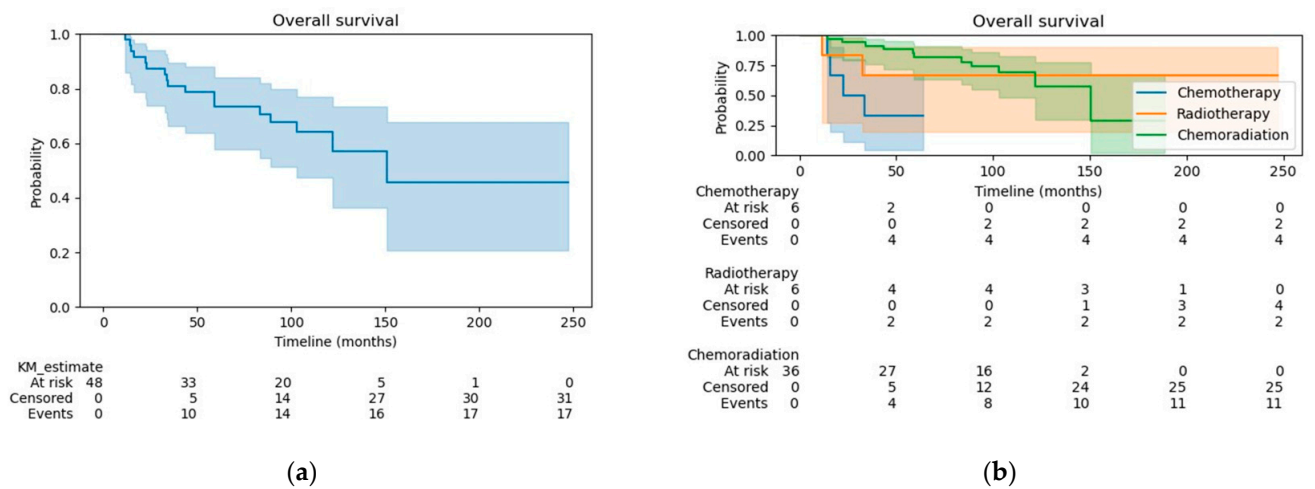 Overall survival
1.0
0.8
0.6
0.4
0.2
0.0
Probability
0 50 100 150 200 250
Timeline (months)
KM_estimate
At risk 48 33 20 5 1 0
Censored 0 5 14 27 30 31
Events 0 10 14 16 17 17
(a)
Overall survival
1.00
0.75
0.50
0.25
0.00
Probability
Chemotherapy
Radiotherapy
Chemoradiation
0 50 100 150 200 250
Timeline (months)
Chemotherapy
At risk 6 2 0 0 0 0
Censored 0 0 2 2 2 2
Events 0 4 4 4 4 4
Radiotherapy
At risk 6 4 4 3 1 0
Censored 0 0 0 1 3 4
Events 0 2 2 2 2 2
Chemoradiation
At risk 36 27 16 2 0 0
Censored 0 5 12 24 25 25
Events 0 4 8 10 11 11
(b)